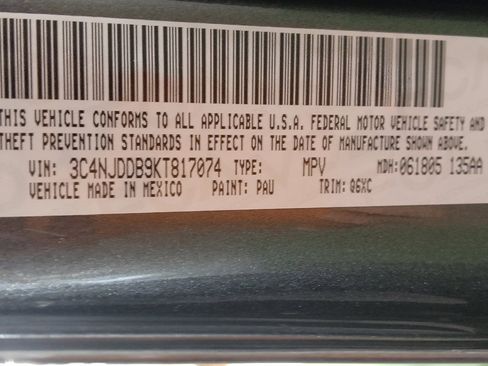 THIS VEHICLE CONFORMS TO ALL APPLICABLE U.S.A. FEDERAL MOTOR VEHICLE SAFETY AND
THEFT PREVENTION STANDARDS IN EFFECT ON THE DATE OF MANUFACTURE SHOWN ABOVE.
VIN: 3C4NJDDB9KT817074 TYPE: MPV MDH:061805 135AA
VEHICLE MADE IN MEXICO PAINT: PAU TRIM: Q6XC